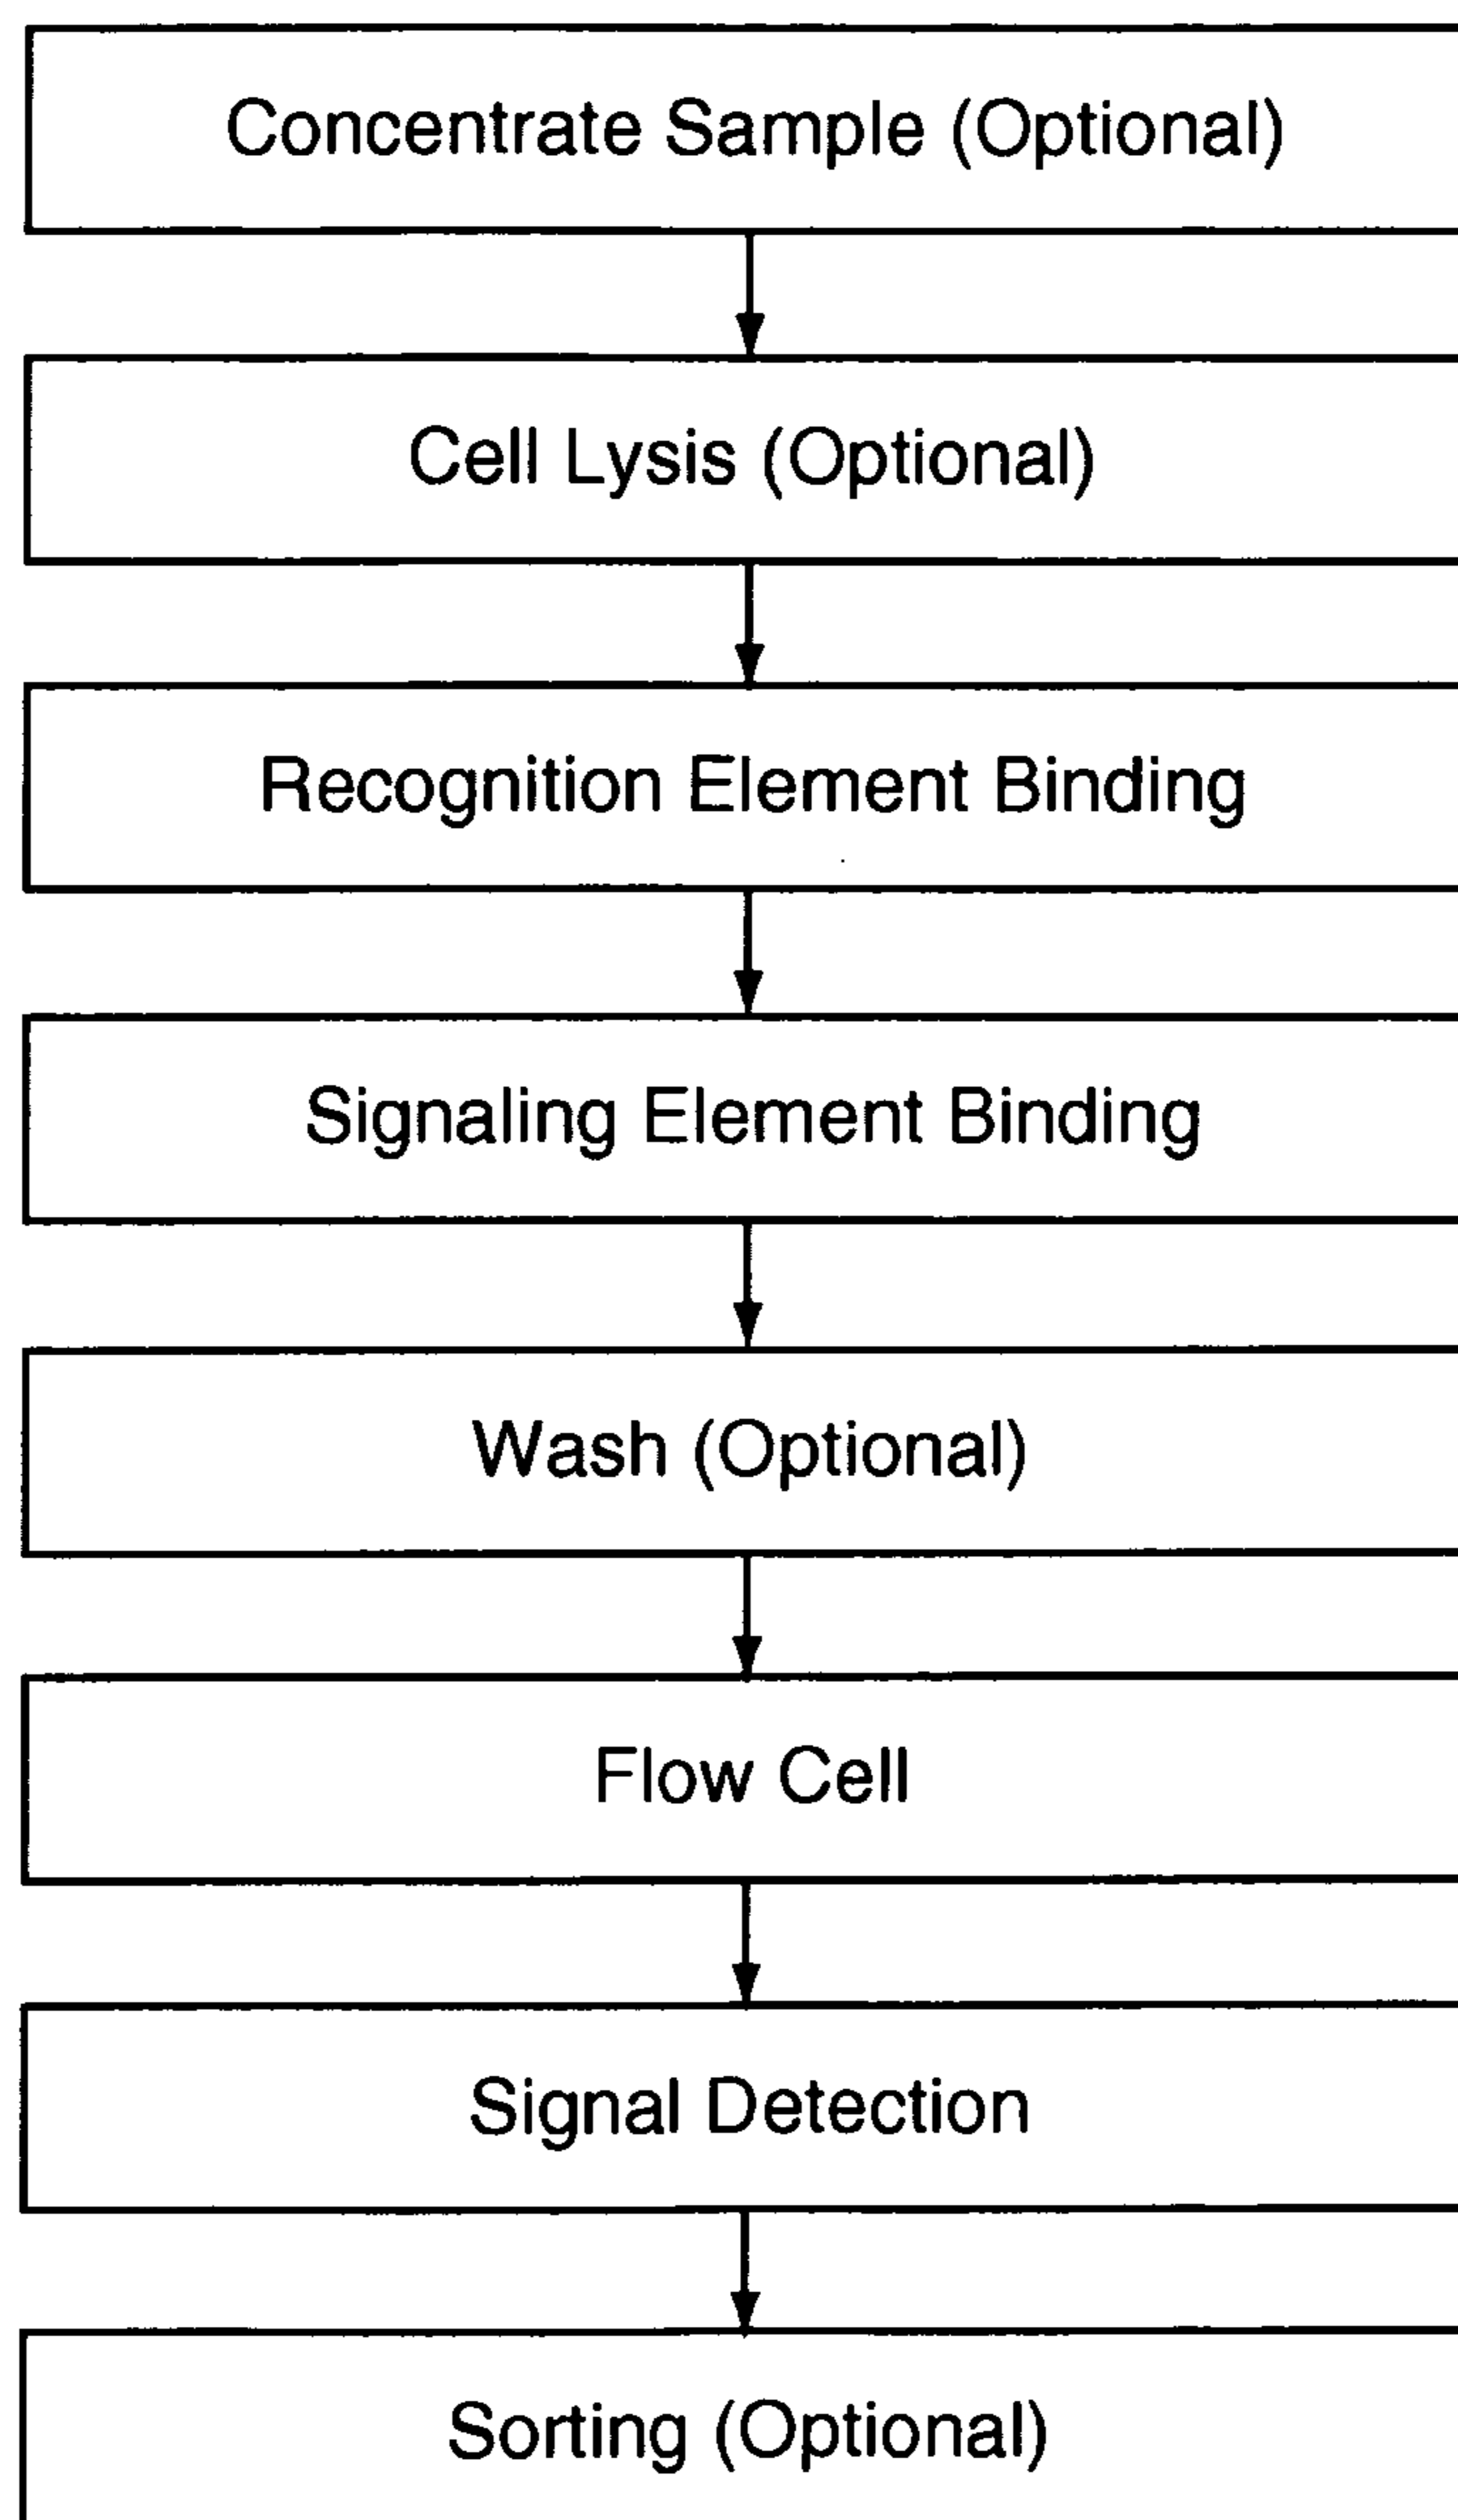 Concentrate Sample (Optional)
Cell Lysis (Optional)
Recognition Element Binding
Signaling Element Binding
Wash (Optional)
Flow Cell
Signal Detection
Sorting (Optional)